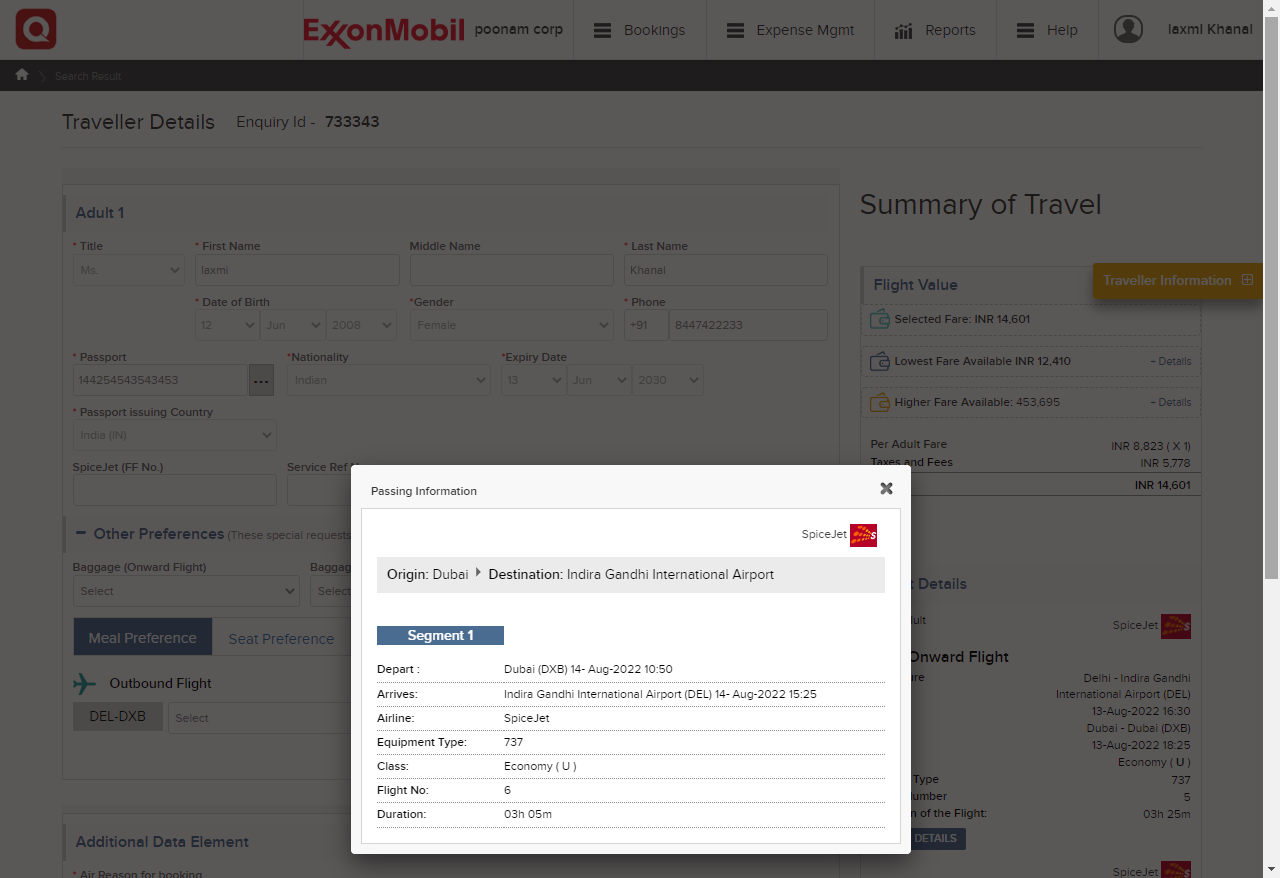 ExxonMobil poonam corp Bookings Expense Mgmt Reports Help laxmi Khanal
Search Result
Traveller Details Enquiry Id - 733343
Adult 1
* Title * First Name Middle Name * Last Name
Ms. laxmi Khanal
* Date of Birth *Gender * Phone
12 Jun 2008 Female +91 8447422233
* Passport *Nationality *Expiry Date
144254543543453 ... Indian 13 Jun 2030
* Passport issuing Country
India (IN)
SpiceJet (FF No.) Service Ref
Other Preferences (These special requests
Baggage (Onward Flight)
Select Select
Meal Preference Seat Preference
Outbound Flight
DEL-DXB Select
Additional Data Element
* Air Reason for booking
Summary of Travel
Flight Value
Traveller Information
Selected Fare: INR 14,601
Lowest Fare Available INR 12,410 - Details
Higher Fare Available: 453,695 - Details
Per Adult Fare INR 8,823 ( X 1)
Taxes and Fees INR 5,778
INR 14,601
Details
SpiceJet
Onward Flight
Delhi - Indira Gandhi
International Airport (DEL)
13-Aug-2022 16:30
Dubai - Dubai (DXB)
13-Aug-2022 18:25
Economy ( U )
Type 737
5
of the Flight: 03h 25m
DETAILS
SpiceJet
Passing Information
SpiceJet
Origin: Dubai Destination: Indira Gandhi International Airport
Segment 1
Depart : Dubai (DXB) 14- Aug-2022 10:50
Arrives: Indira Gandhi International Airport (DEL) 14- Aug-2022 15:25
Airline: SpiceJet
Equipment Type: 737
Class: Economy ( U )
Flight No: 6
Duration: 03h 05m